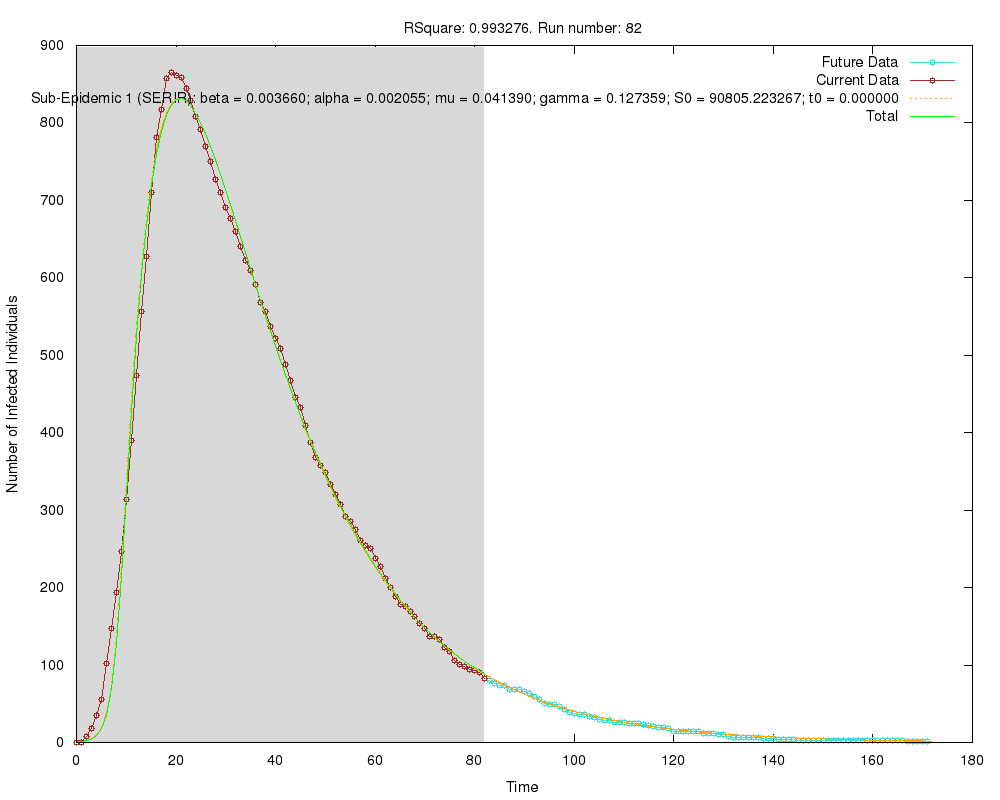 RSquare: 0.993276. Run number: 82
900
800
700
600
500
400
300
200
100
0
Number of Infected Individuals
Future Data
Current Data
Sub-Epidemic 1 (SERIR): beta = 0.003660; alpha = 0.002055; mu = 0.041390; gamma = 0.127359; S0 = 90805.223267; t0 = 0.000000
Total
0 20 40 60 80 100 120 140 160 180
Time